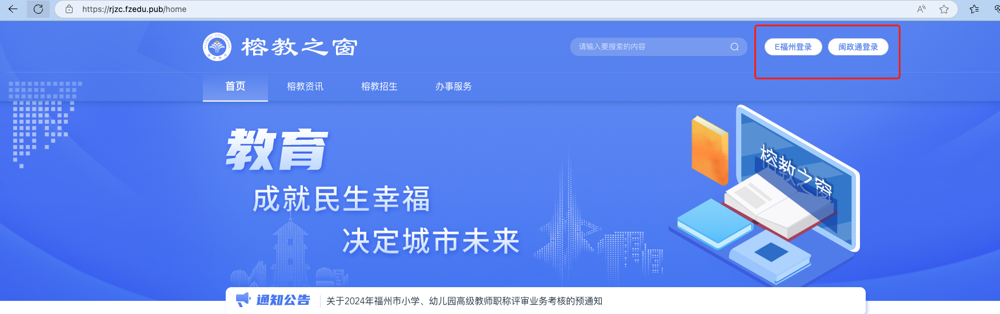 https://rjzc.fzedu.pub/home
榕教之窗
请输入要搜索的内容
E福州登录
闽政通登录
首页
榕教资讯
榕教招生
办事服务
教育
成就民生幸福
决定城市未来
榕教之窗
通知公告
关于2024年福州市小学、幼儿园高级教师职称评审业务考核的预通知